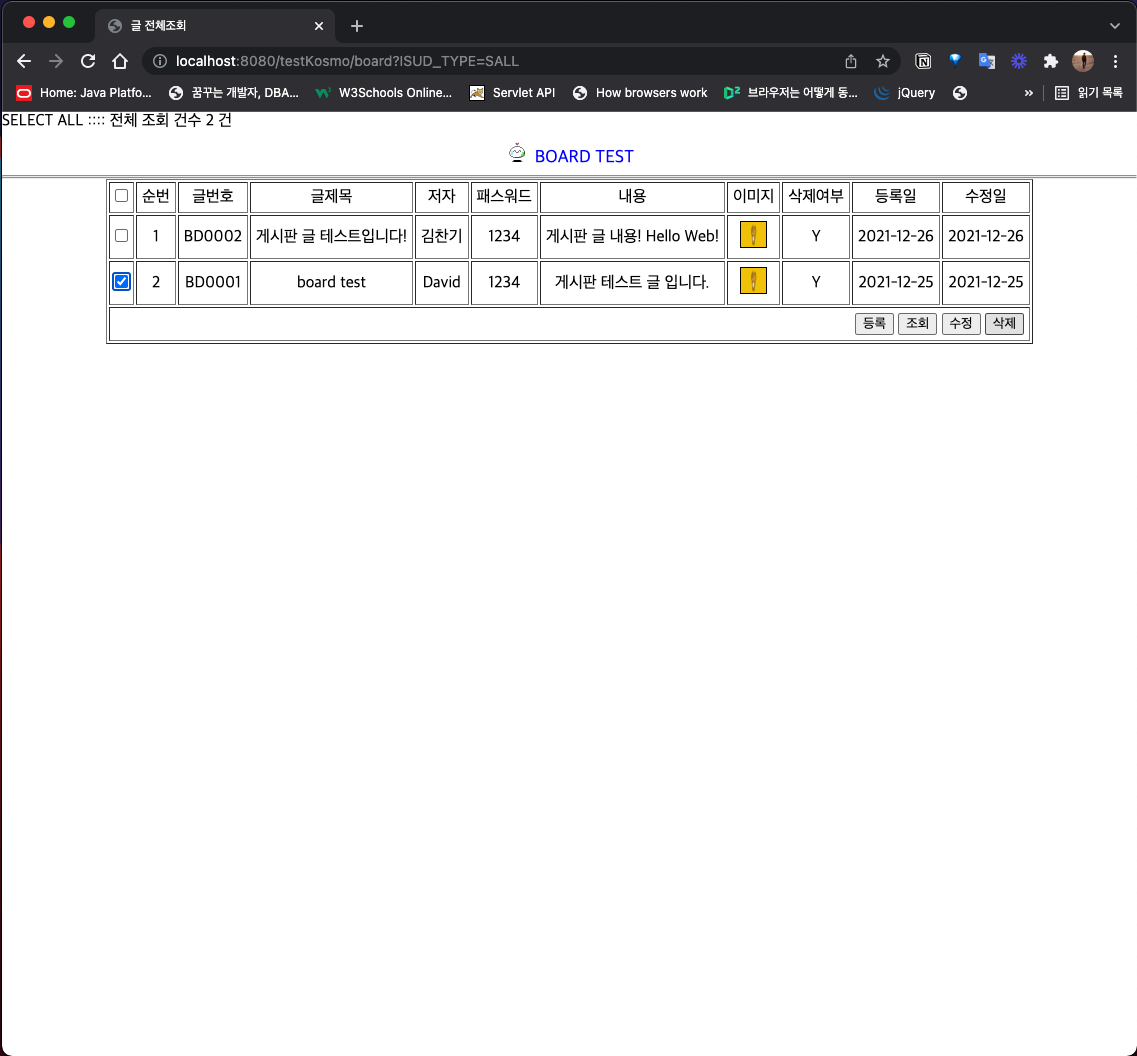 글 전체조회
localhost:8080/testKosmo/board?ISUD_TYPE=SALL
Home: Java Platfo... 꿈꾸는 개발자, DBA... W3Schools Online... Servlet API How browsers work 브라우저는 어떻게 동... jQuery » 읽기 목록
SELECT ALL :::: 전체 조회 건수 2 건
BOARD TEST
순번 글번호 글제목 저자 패스워드 내용 이미지 삭제여부 등록일 수정일
1 BD0002 게시판 글 테스트입니다! 김찬기 1234 게시판 글 내용! Hello Web! Y 2021-12-26 2021-12-26
2 BD0001 board test David 1234 게시판 테스트 글 입니다. Y 2021-12-25 2021-12-25
등록 조회 수정 삭제